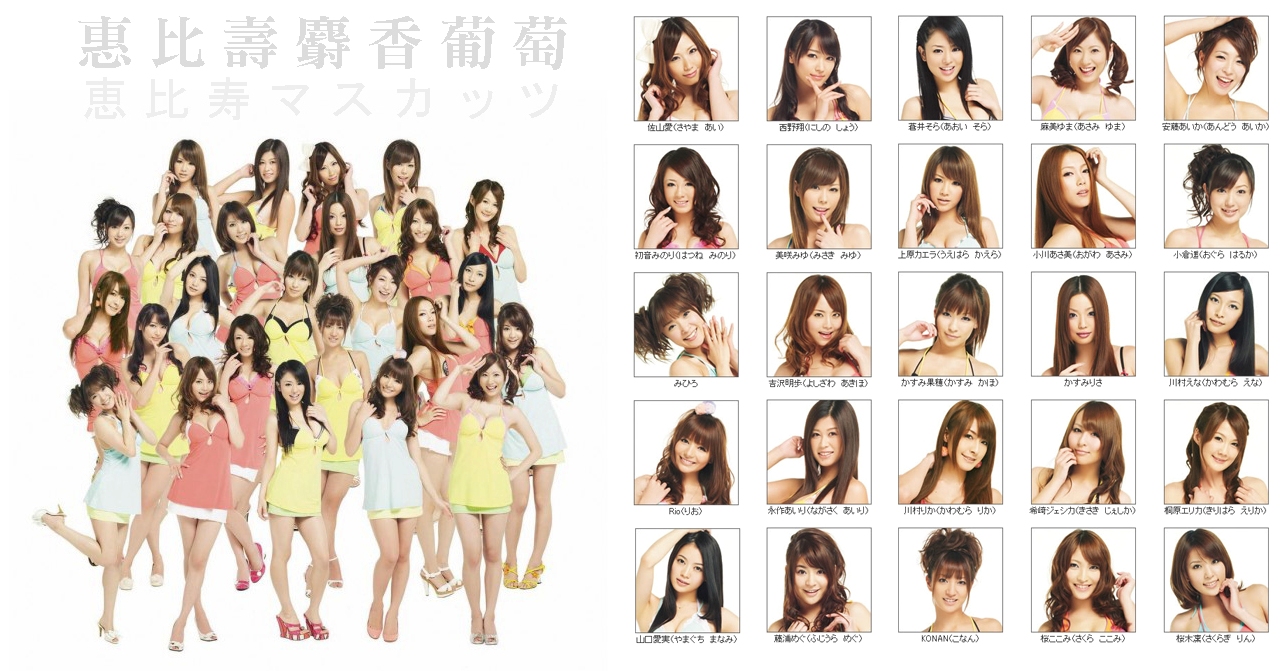 惠比壽麝香葡萄
恵比寿マスカッツ
佐山愛(さやま あい)
西野翔(にしの しょう)
蒼井そら(あおい そら)
麻美ゆま(あさみ ゆま)
安藤あいか(あんどう あいか)
初音みのり(はつね みのり)
美咲みゆ(みさき みゆ)
上原カエラ(うえはら かえら)
小川あさ美(おがわ あさみ)
小倉遥(おぐら はるか)
みひろ
吉沢明歩(よしざわ あきほ)
かすみ果穂(かすみ かほ)
かすみりさ
川村えな(かわむら えな)
Rio(りお)
永作あいり(ながさく あいり)
川村りか(かわむら りか)
希崎ジェシカ(きさき じぇしか)
桐原エリカ(きりはら えりか)
山口愛実(やまぐち まなみ)
藤浦めぐ(ふじうら めぐ)
KONAN(こなん)
桜ここみ(さくら ここみ)
桜木凛(さくらぎ りん)